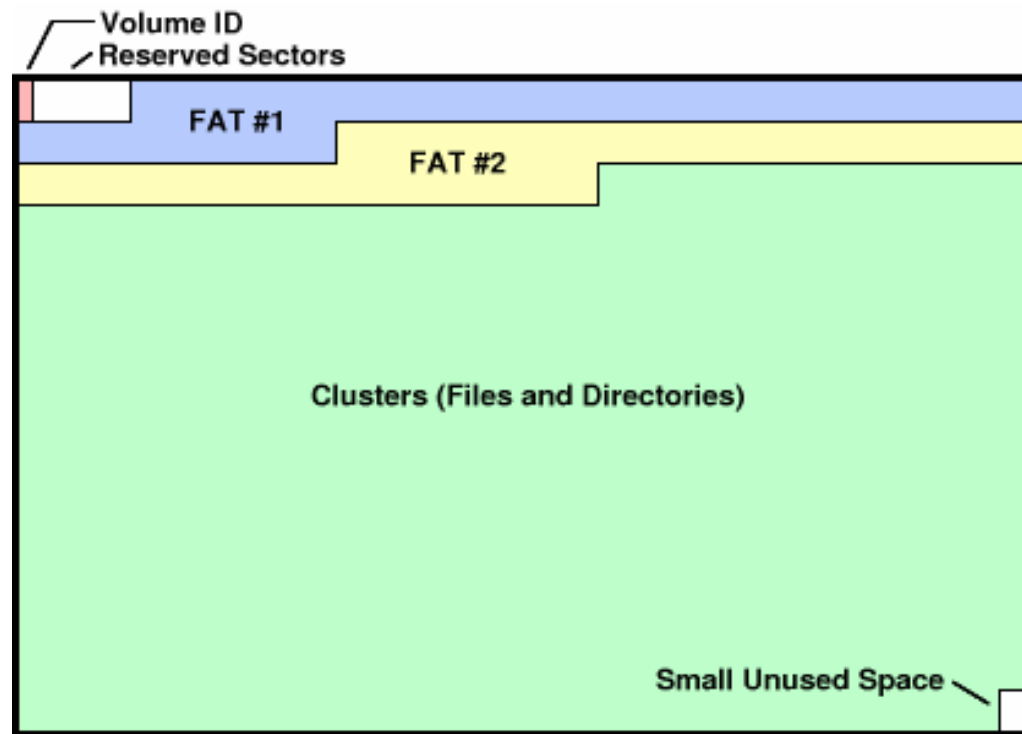 Volume ID
Reserved Sectors
FAT #1
FAT #2
Clusters (Files and Directories)
Small Unused Space